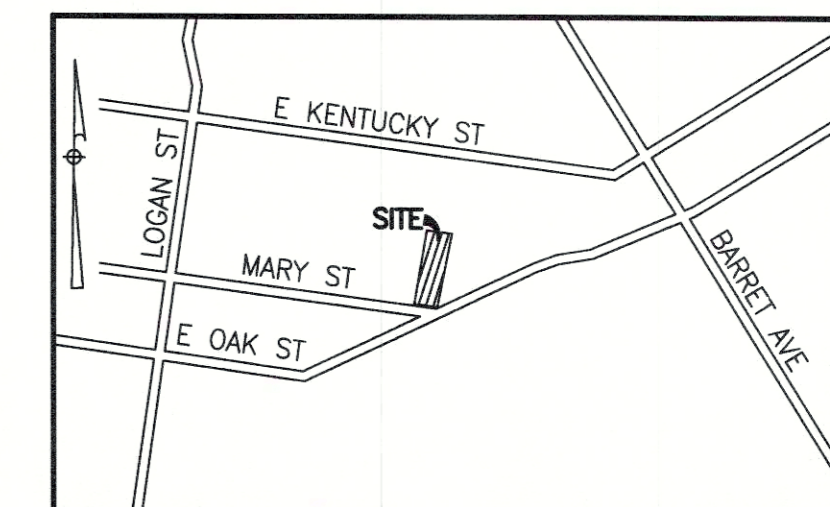 E KENTUCKY ST
LOGAN ST
SITE
MARY ST
E OAK ST
BARRET AVE